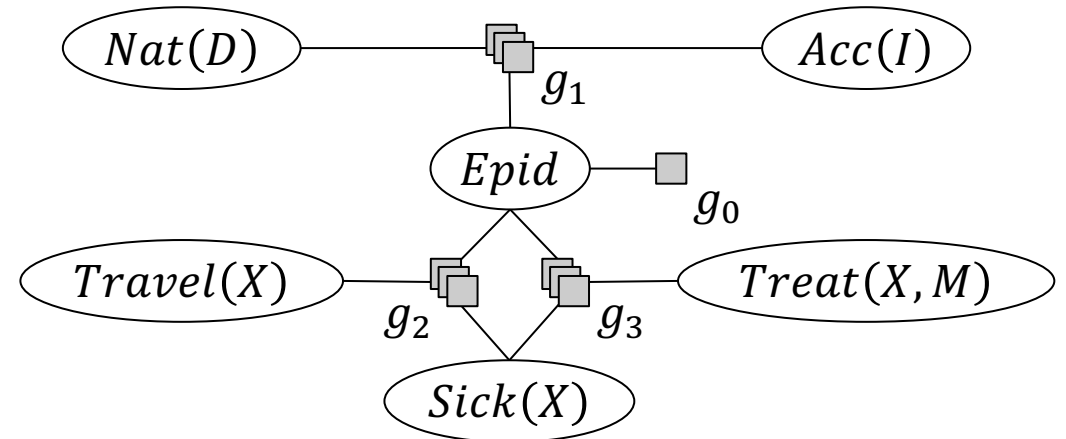 Nat(D)
Acc(I)
g₁
Epid
g₀
Travel(X)
Treat(X, M)
g₂
g₃
Sick(X)